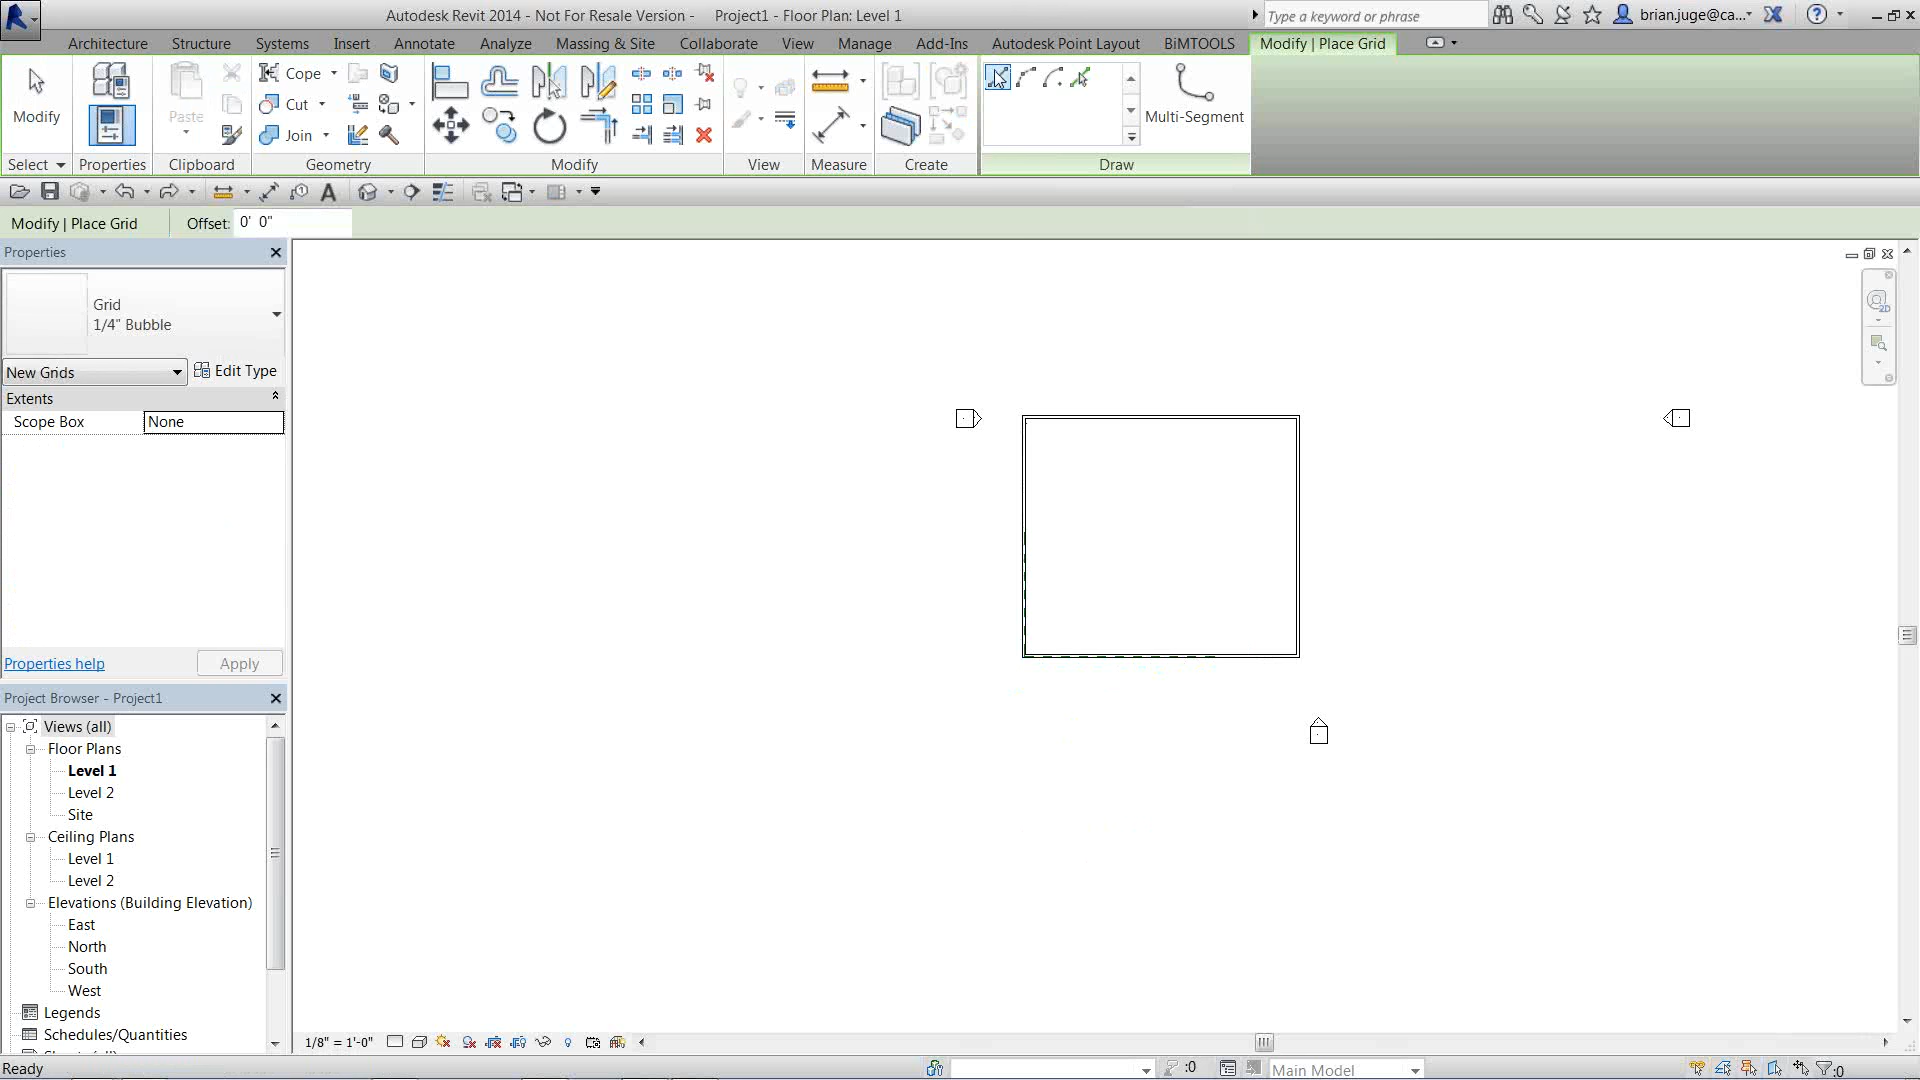 Autodesk Revit 2014 - Not For Resale Version - Project1 - Floor Plan: Level 1
Type a keyword or phrase
brian.juge@ca...
Architecture Structure Systems Insert Annotate Analyze Massing & Site Collaborate View Manage Add-Ins Autodesk Point Layout BiMTOOLS Modify | Place Grid
Modify
Paste
Cope
Cut
Join
Multi-Segment
Select Properties Clipboard Geometry Modify View Measure Create Draw
Modify | Place Grid Offset: 0' 0"
Properties
Grid
1/4" Bubble
New Grids Edit Type
Extents
Scope Box None
Properties help Apply
Project Browser - Project1
Views (all)
Floor Plans
Level 1
Level 2
Site
Ceiling Plans
Level 1
Level 2
Elevations (Building Elevation)
East
North
South
West
Legends
Schedules/Quantities
2D
1/8" = 1'-0"
Ready
:0
Main Model
:0